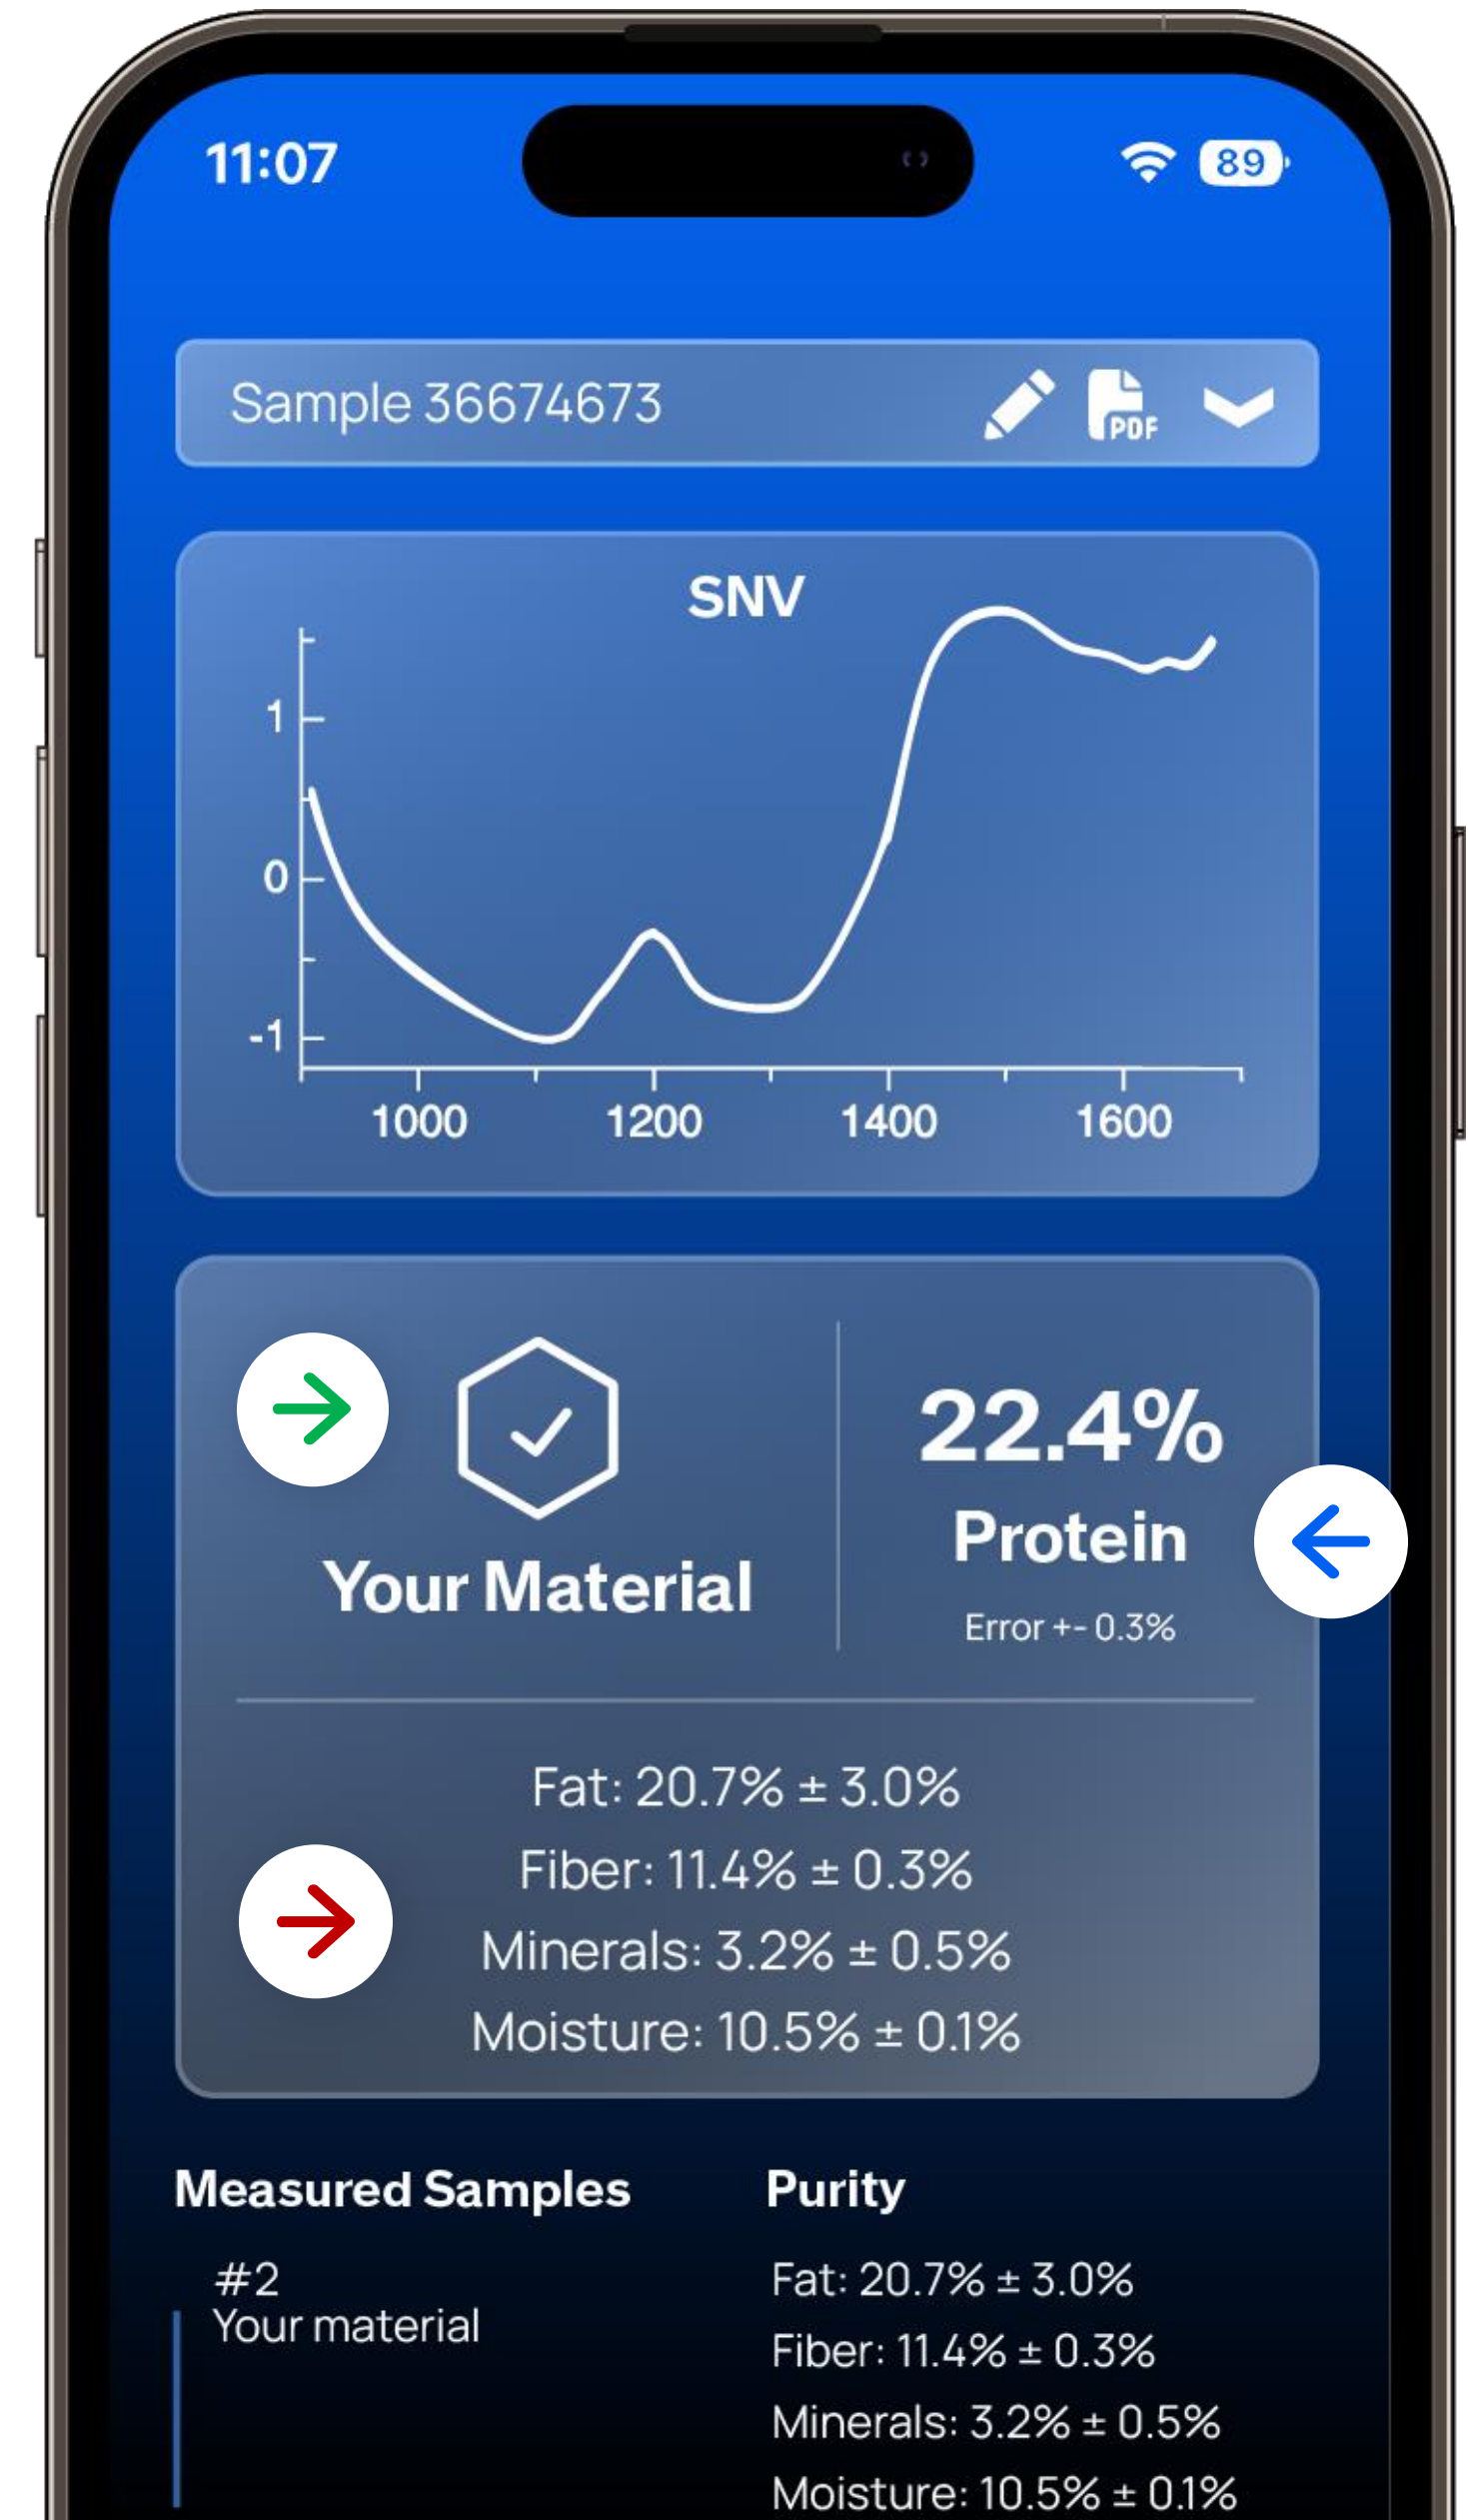 11:07
89
Sample 36674673
PDF
SNV
1
0
-1
1000 1200 1400 1600
Your Material
22.4%
Protein
Error +- 0.3%
Fat: 20.7% ± 3.0%
Fiber: 11.4% ± 0.3%
Minerals: 3.2% ± 0.5%
Moisture: 10.5% ± 0.1%
Measured Samples
#2
Your material
Purity
Fat: 20.7% ± 3.0%
Fiber: 11.4% ± 0.3%
Minerals: 3.2% ± 0.5%
Moisture: 10.5% ± 0.1%